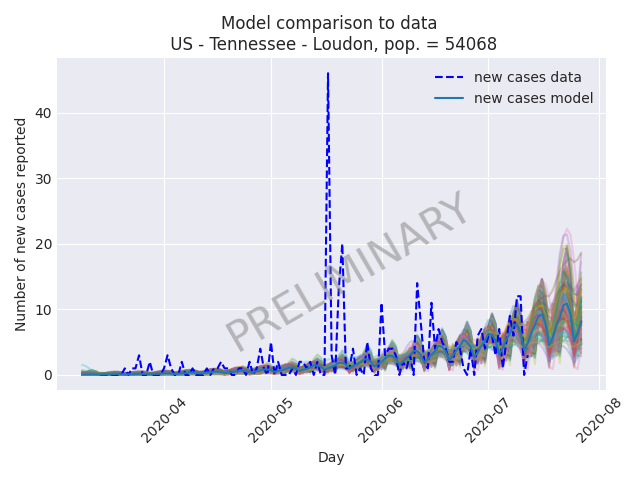 Model comparison to data
US - Tennessee - Loudon, pop. = 54068
new cases data
new cases model
Number of new cases reported
40
30
20
10
0
PRELIMINARY
2020-04
2020-05
2020-06
2020-07
2020-08
Day